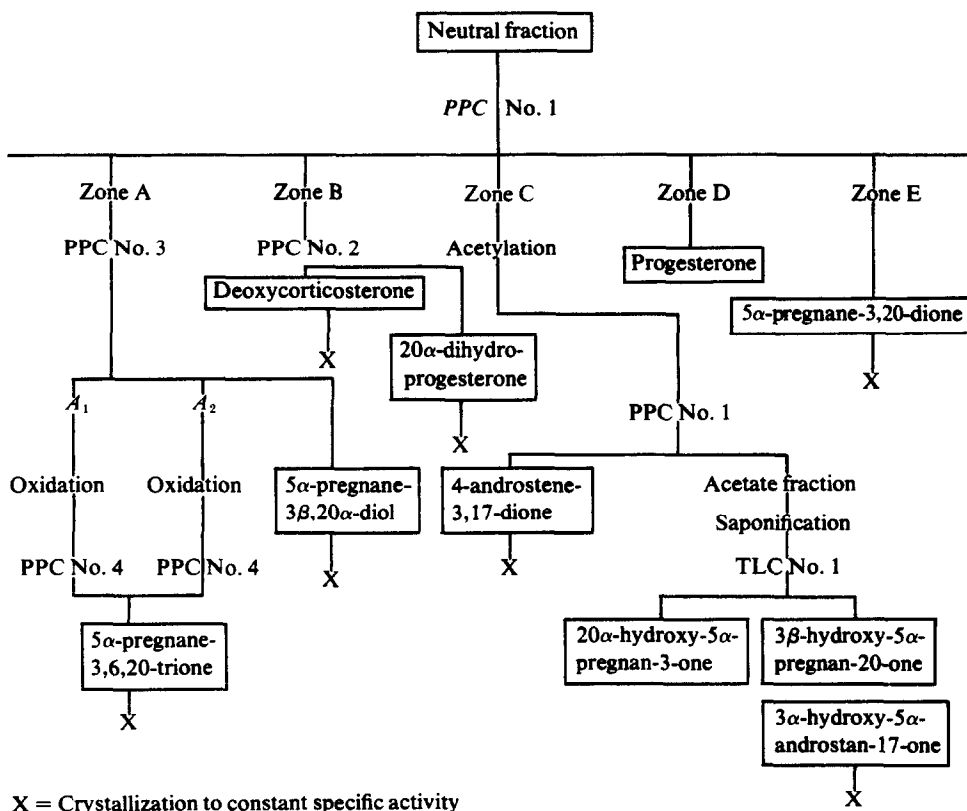 Neutral fraction
PPC No. 1
Zone A Zone B Zone C Zone D Zone E
PPC No. 3 PPC No. 2 Acetylation
Progesterone
Deoxycorticosterone
5α-pregnane-3,20-dione
X
20α-dihydro-
progesterone
X
X
A₁ A₂
PPC No. 1
Oxidation Oxidation
5α-pregnane-
3β,20α-diol
X
4-androstene-
3,17-dione
X
Acetate fraction
Saponification
PPC No. 4 PPC No. 4
TLC No. 1
5α-pregnane-
3,6,20-trione
X
20α-hydroxy-5α-
pregnan-3-one
3β-hydroxy-5α-
pregnan-20-one
3α-hydroxy-5α-
androstan-17-one
X
X = Crystallization to constant specific activity